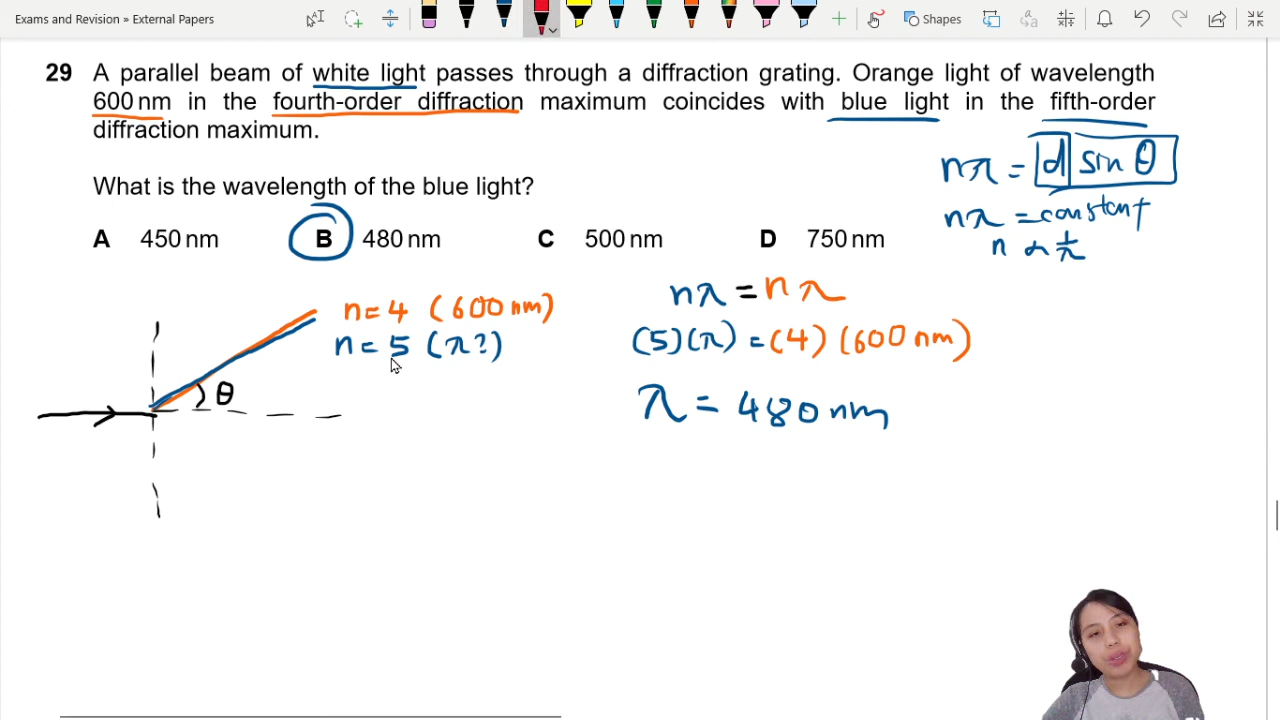 Exams and Revision » External Papers
Shapes
29 A parallel beam of white light passes through a diffraction grating. Orange light of wavelength
600 nm in the fourth-order diffraction maximum coincides with blue light in the fifth-order
diffraction maximum.
nλ = d sin θ
What is the wavelength of the blue light?
nλ = constant
n ∝ 1/λ
A 450 nm B 480 nm C 500 nm D 750 nm
n = 4 (600 nm)
nλ = nλ
n = 5 (λ?)
(5)(λ) = (4)(600 nm)
θ
λ = 480 nm